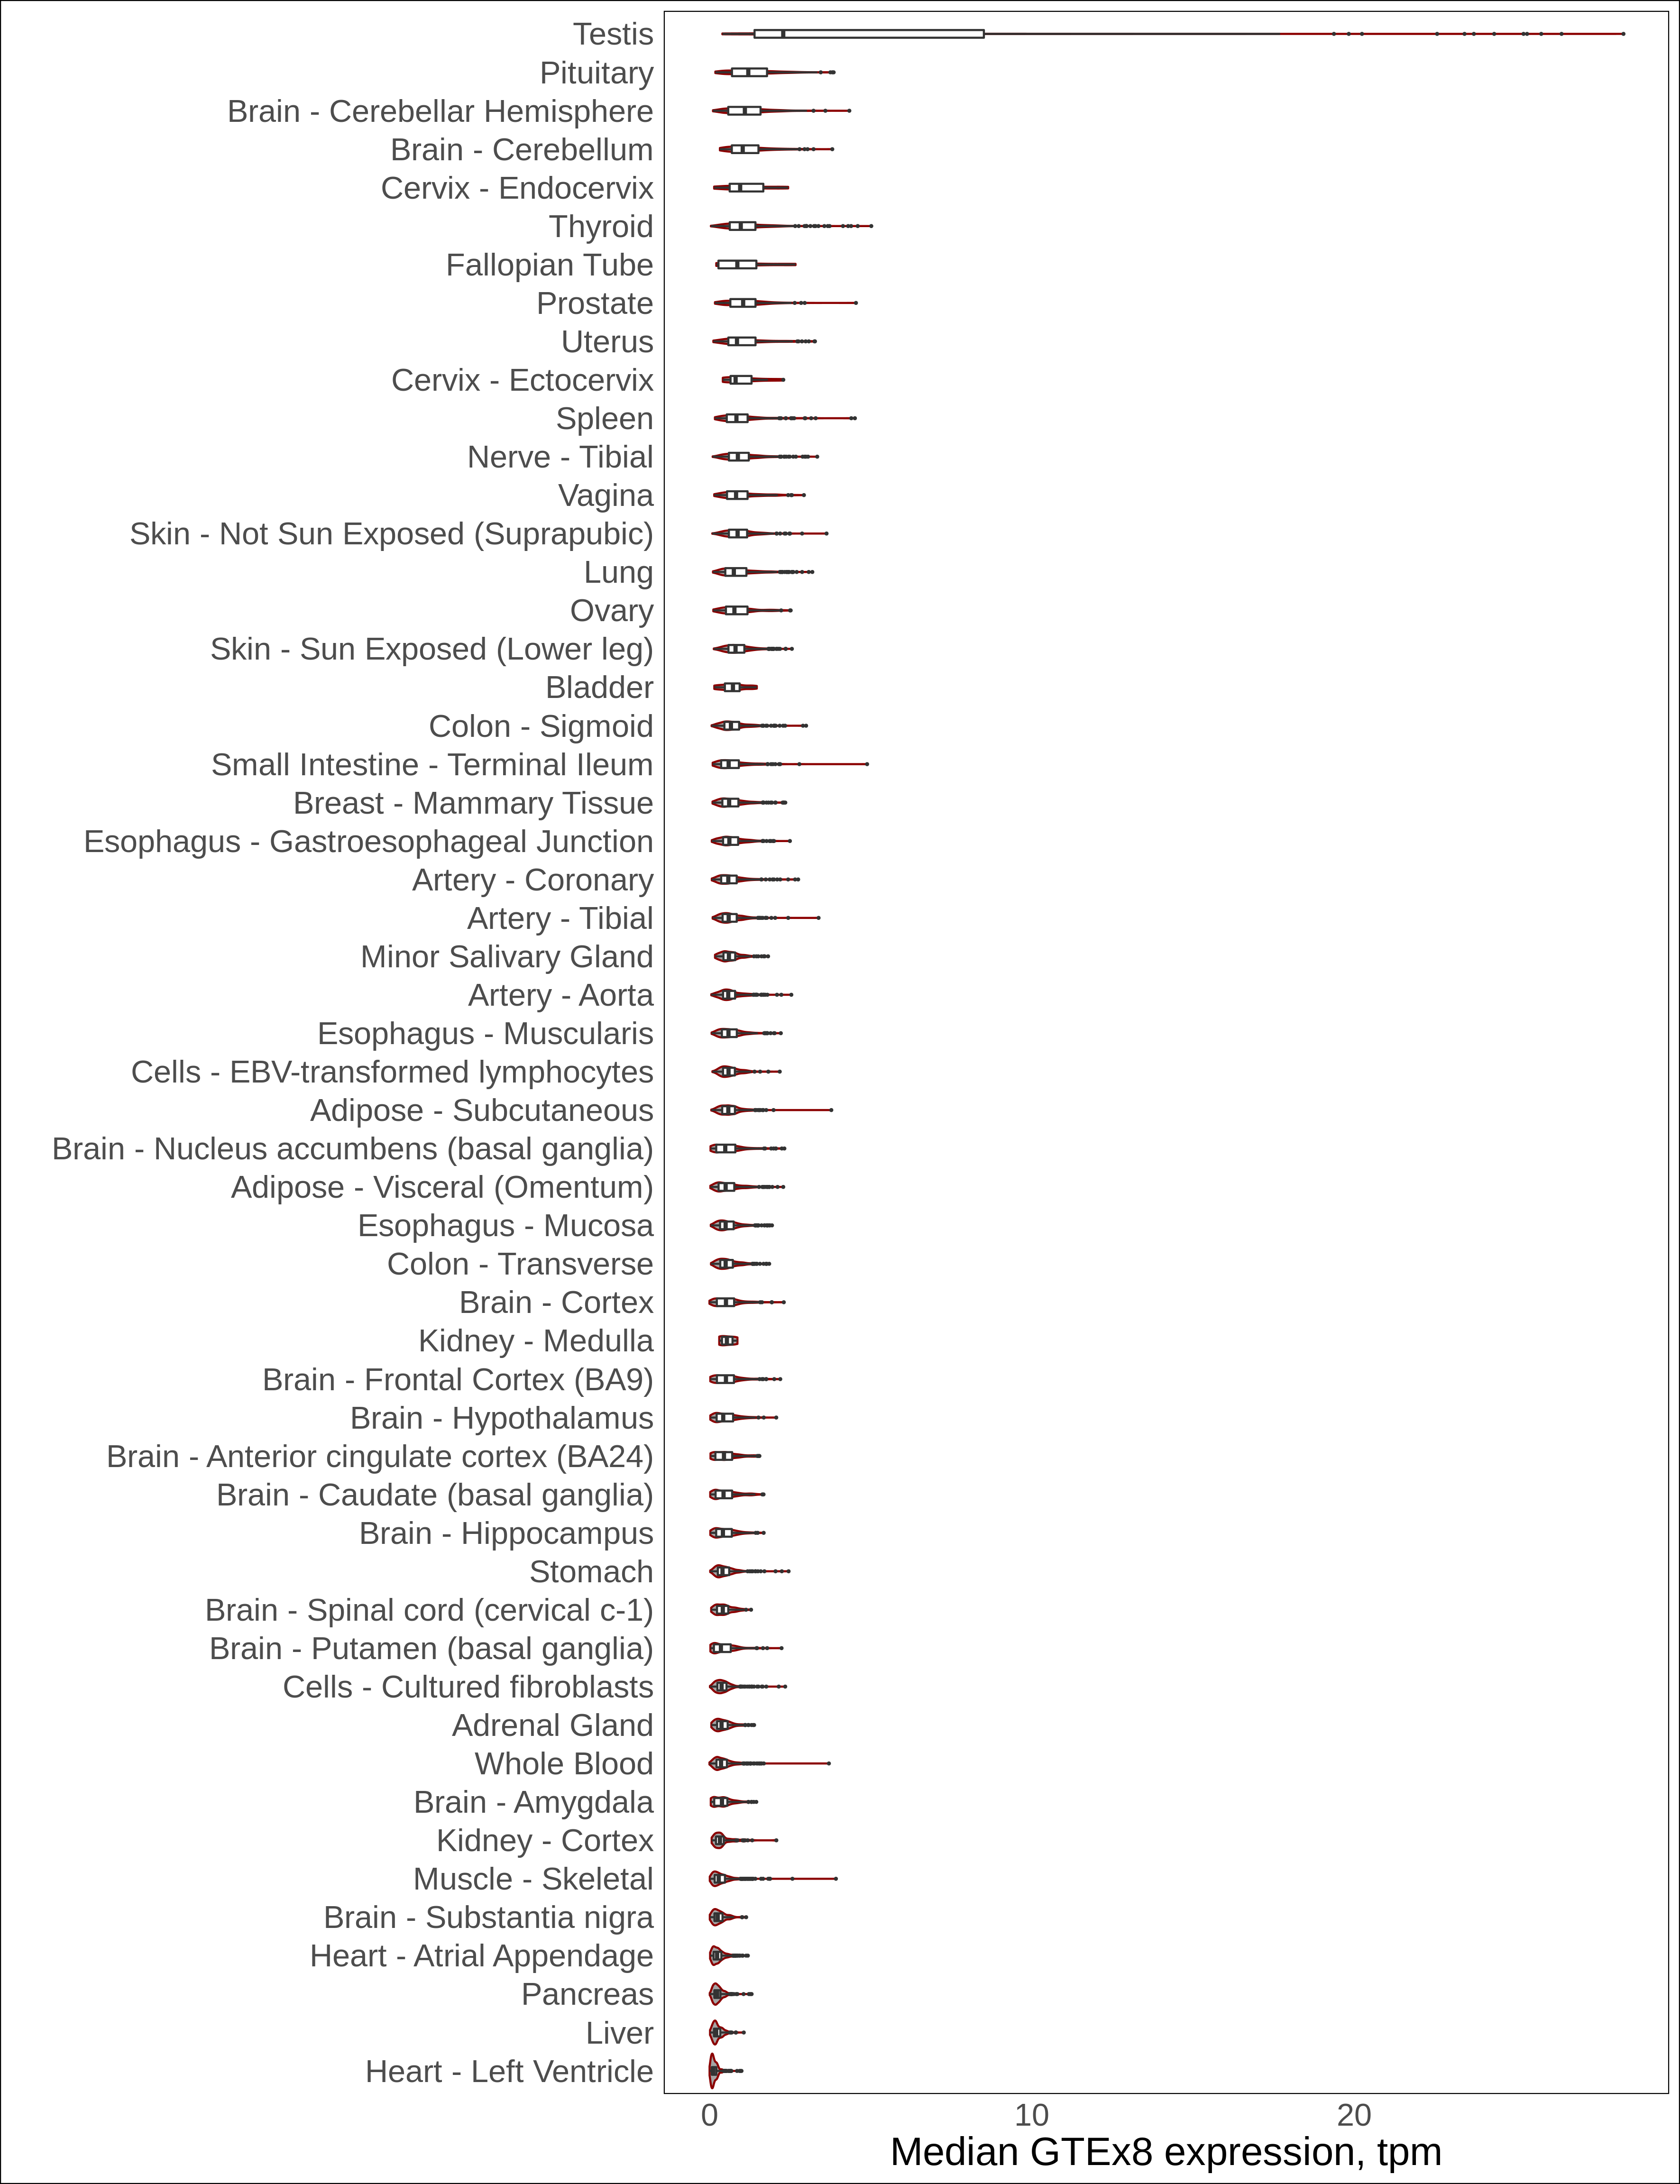 Testis
Pituitary
Brain - Cerebellar Hemisphere
Brain - Cerebellum
Cervix - Endocervix
Thyroid
Fallopian Tube
Prostate
Uterus
Cervix - Ectocervix
Spleen
Nerve - Tibial
Vagina
Skin - Not Sun Exposed (Suprapubic)
Lung
Ovary
Skin - Sun Exposed (Lower leg)
Bladder
Colon - Sigmoid
Small Intestine - Terminal Ileum
Breast - Mammary Tissue
Esophagus - Gastroesophageal Junction
Artery - Coronary
Artery - Tibial
Minor Salivary Gland
Artery - Aorta
Esophagus - Muscularis
Cells - EBV-transformed lymphocytes
Adipose - Subcutaneous
Brain - Nucleus accumbens (basal ganglia)
Adipose - Visceral (Omentum)
Esophagus - Mucosa
Colon - Transverse
Brain - Cortex
Kidney - Medulla
Brain - Frontal Cortex (BA9)
Brain - Hypothalamus
Brain - Anterior cingulate cortex (BA24)
Brain - Caudate (basal ganglia)
Brain - Hippocampus
Stomach
Brain - Spinal cord (cervical c-1)
Brain - Putamen (basal ganglia)
Cells - Cultured fibroblasts
Adrenal Gland
Whole Blood
Brain - Amygdala
Kidney - Cortex
Muscle - Skeletal
Brain - Substantia nigra
Heart - Atrial Appendage
Pancreas
Liver
Heart - Left Ventricle
0 10 20
Median GTEx8 expression, tpm